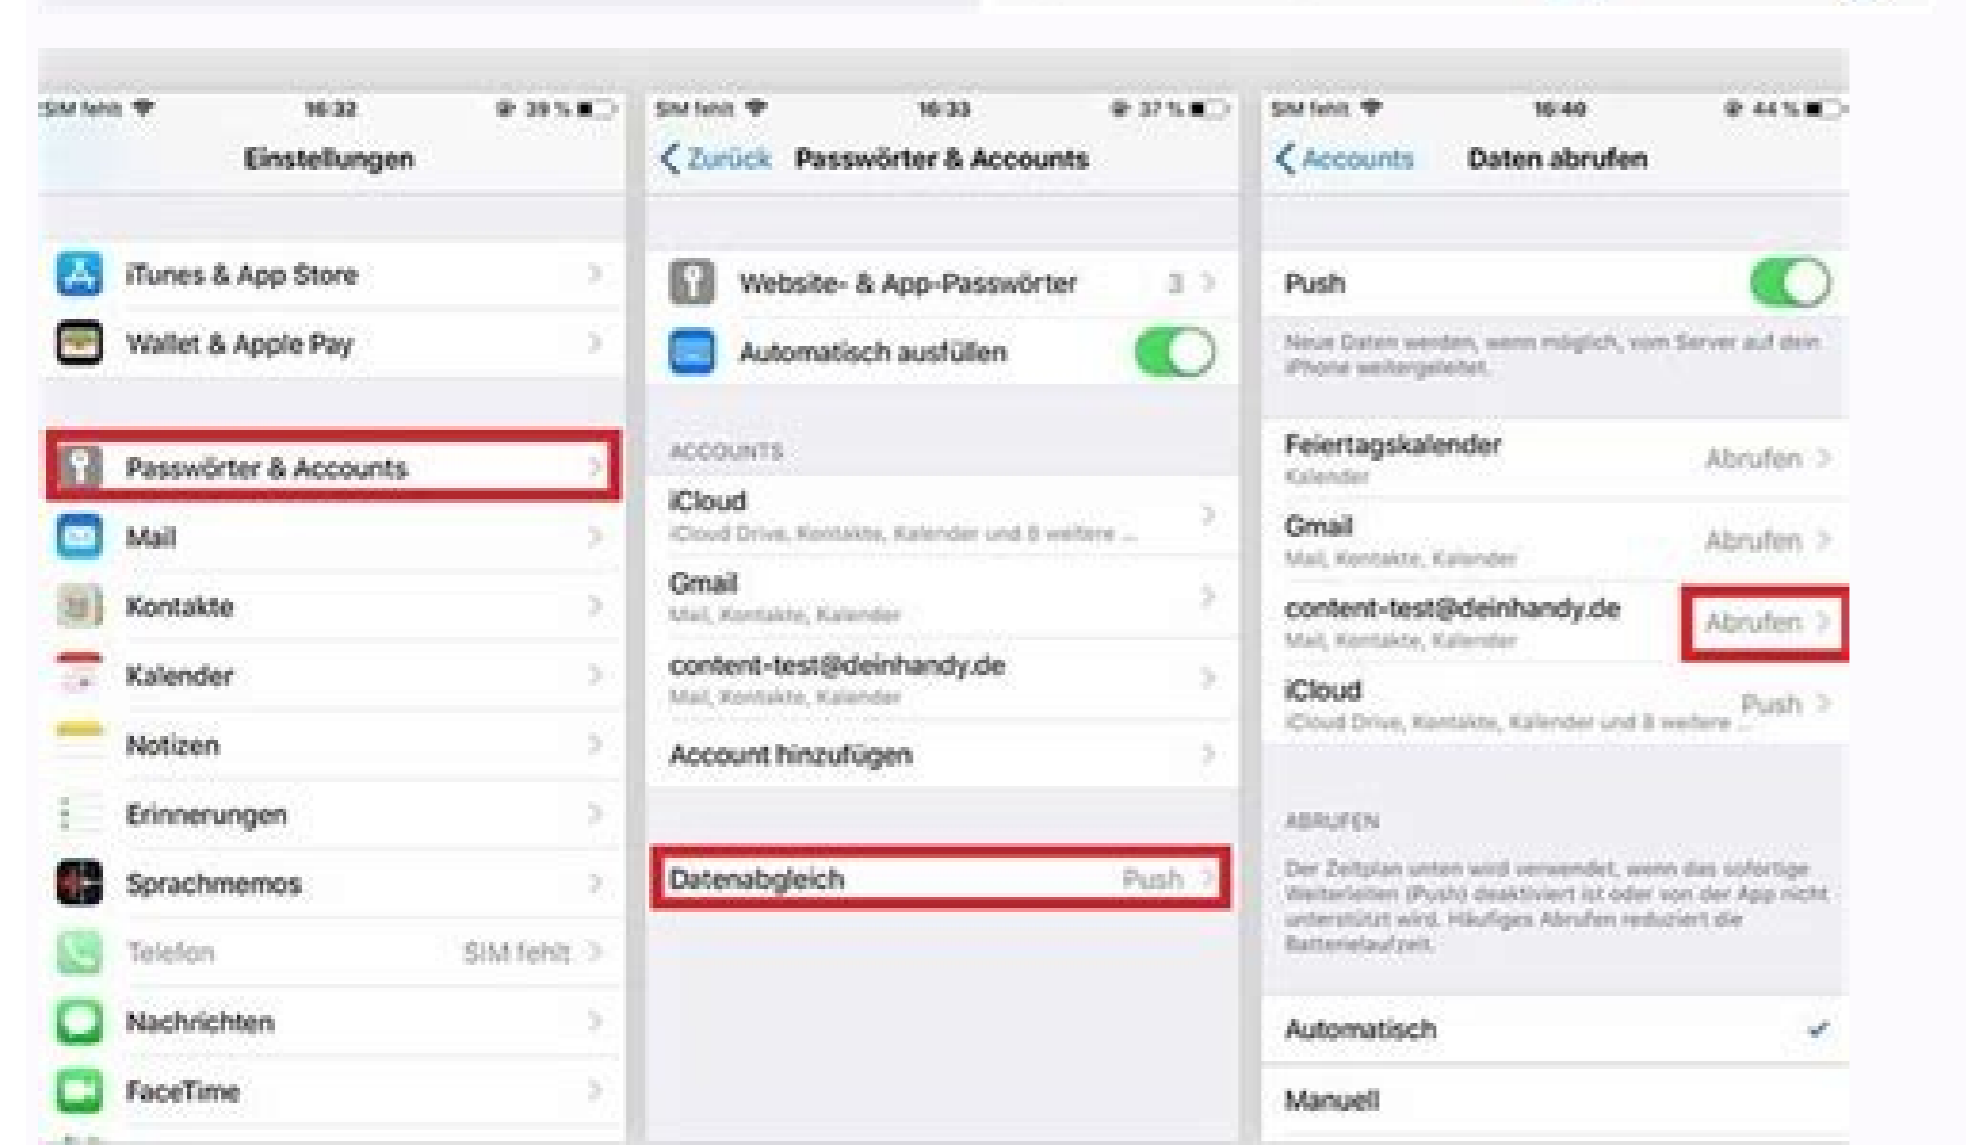 SIM fehlt 16:32 39 %
Einstellungen
iTunes & App Store
Wallet & Apple Pay
Passwörter & Accounts
Mail
Kontakte
Kalender
Notizen
Erinnerungen
Sprachmemos
Telefon SIM fehlt
Nachrichten
FaceTime
SIM fehlt 16:33 37 %
Zurück Passwörter & Accounts
Website- & App-Passwörter 3
Automatisch ausfüllen
ACCOUNTS
iCloud
iCloud Drive, Kontakte, Kalender und 8 weitere ...
Gmail
Mail, Kontakte, Kalender
content-test@deinhandy.de
Mail, Kontakte, Kalender
Account hinzufügen
Datenabgleich Push
SIM fehlt 16:40 44 %
Accounts Daten abrufen
Push
Neue Daten werden, wenn möglich, vom Server auf dein
iPhone weitergeleitet.
Feiertagskalender Abrufen
Kalender
Gmail Abrufen
Mail, Kontakte, Kalender
content-test@deinhandy.de Abrufen
Mail, Kontakte, Kalender
iCloud Push
iCloud Drive, Kontakte, Kalender und 8 weitere ...
ABRUFEN
Der Zeitplan unten wird verwendet, wenn das sofortige
Weiterleiten (Push) deaktiviert ist oder von der App nicht
unterstützt wird. Häufiges Abrufen reduziert die
Batterielaufzeit.
Automatisch
Manuell